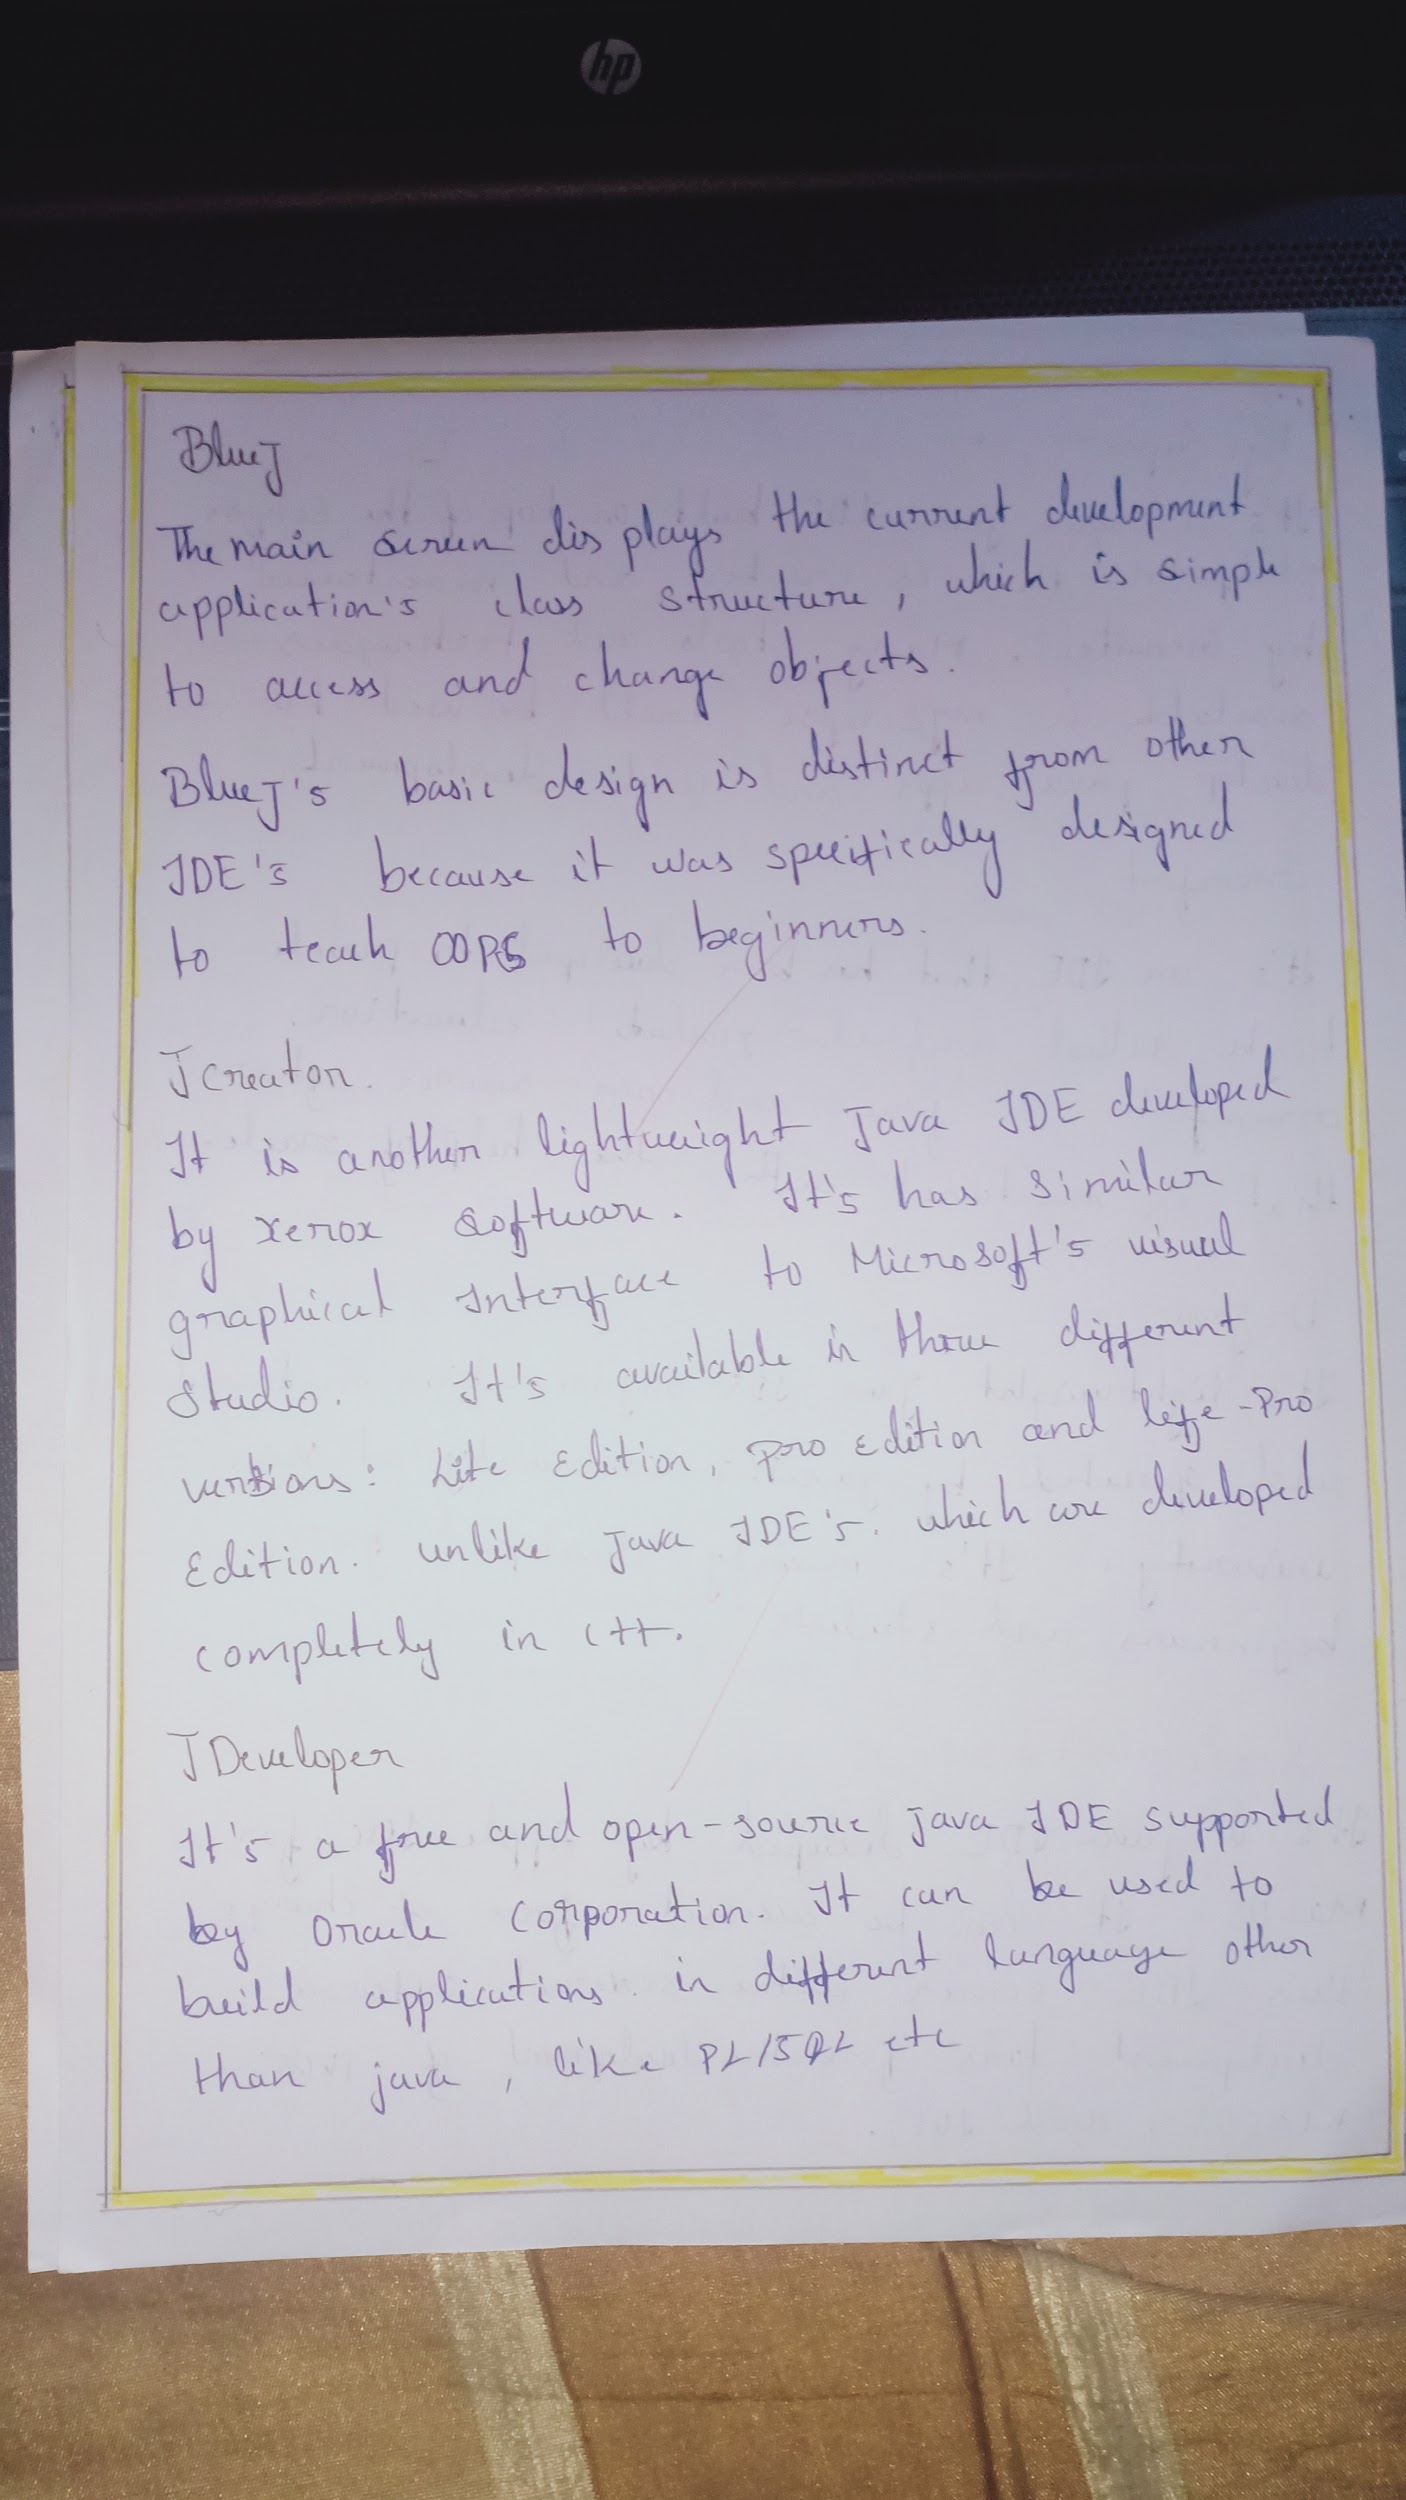 hp
BlueJ
The main screen displays the current development
application's class structure, which is simple
to access and change objects.
BlueJ's basic design is distinct from other
IDE's because it was specifically designed
to teach OOPS to beginners.
JCreator.
It is another lightweight Java IDE developed
by xerox software. It's has similar
graphical Interface to Microsoft's visual
studio. It's available in three different
versions: Lite Edition, Pro Edition and life-Pro
Edition. unlike java IDE's. which are developed
completely in C++.
JDeveloper
It's a free and open-source java IDE supported
by Oracle Corporation. It can be used to
build applications in different language other
than java, like PL/SQL etc